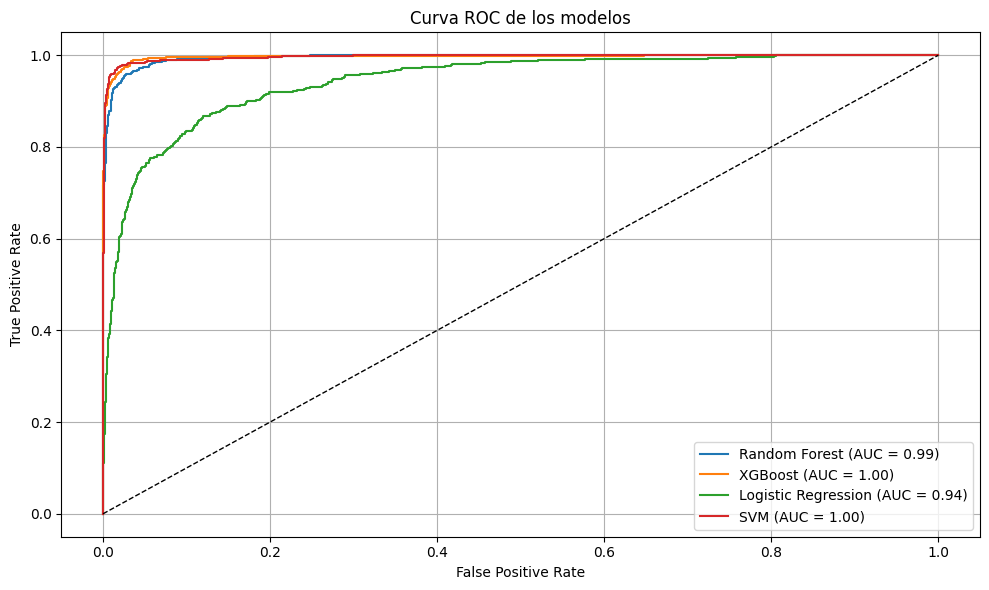 Curva ROC de los modelos
True Positive Rate
1.0
0.8
0.6
0.4
0.2
0.0
Random Forest (AUC = 0.99)
XGBoost (AUC = 1.00)
Logistic Regression (AUC = 0.94)
SVM (AUC = 1.00)
0.0
0.2
0.4
0.6
0.8
1.0
False Positive Rate